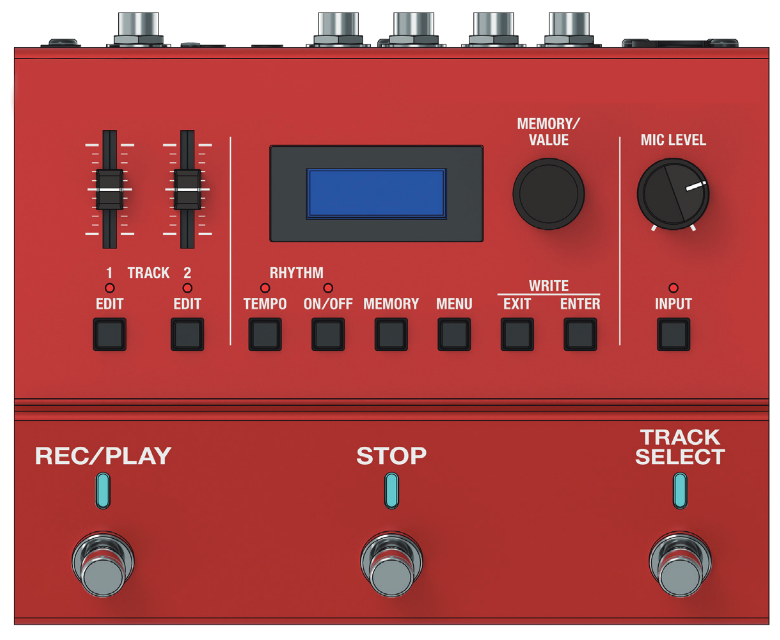 MEMORY/
VALUE
MIC LEVEL
1 TRACK 2
RHYTHM
WRITE
EDIT EDIT TEMPO ON/OFF MEMORY MENU EXIT ENTER INPUT
REC/PLAY
STOP
TRACK
SELECT